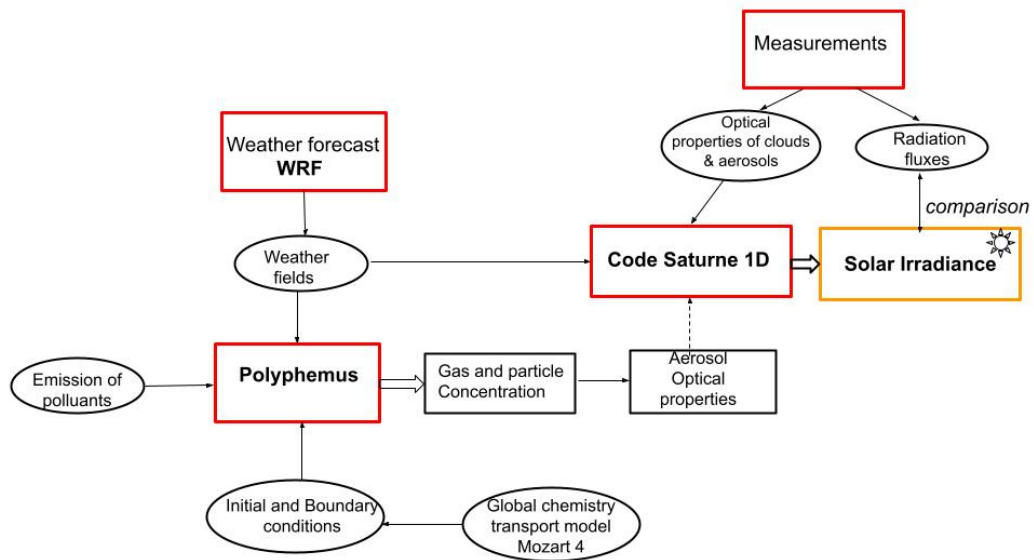 Measurements
Optical
properties of clouds
& aerosols
Radiation
fluxes
Weather forecast
WRF
comparison
Weather
fields
Code Saturne 1D
Solar Irradiance
Polyphemus
Emission of
polluants
Gas and particle
Concentration
Aerosol
Optical
properties
Initial and Boundary
conditions
Global chemistry
transport model
Mozart 4